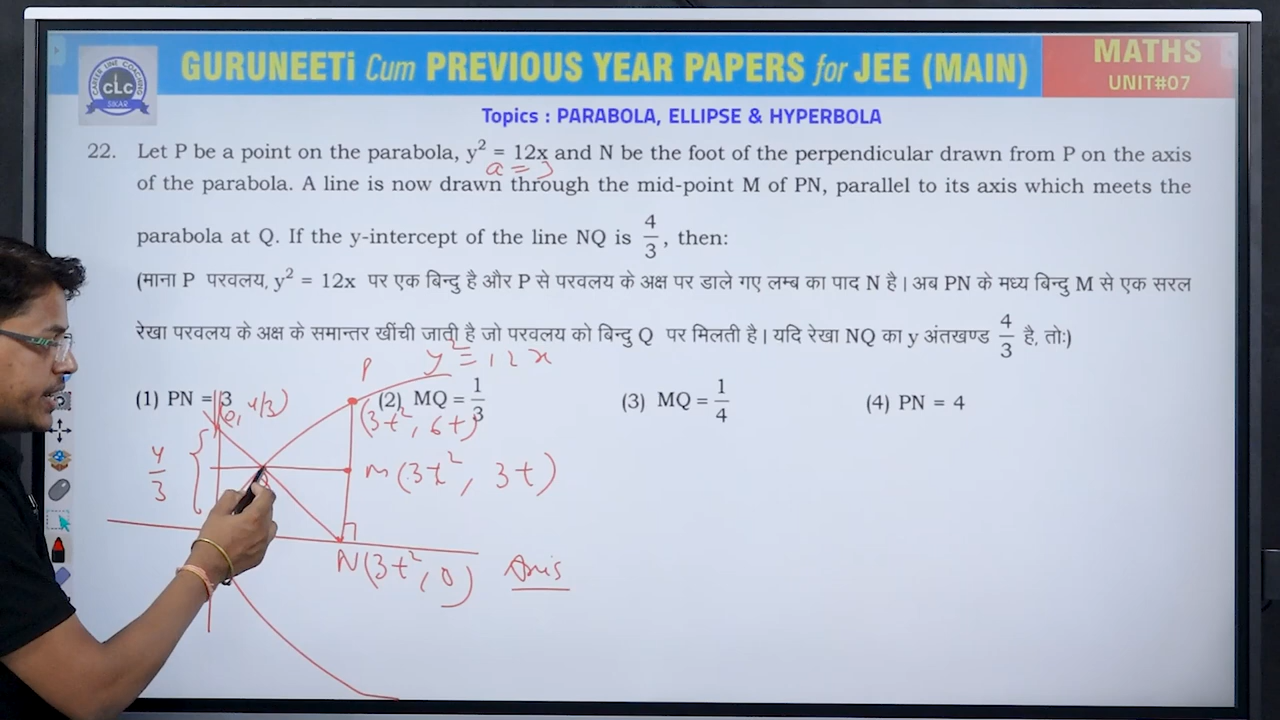 CAREER LINE COACHING
CLC
SIKAR
GURUNEETi Cum PREVIOUS YEAR PAPERS for JEE (MAIN)
MATHS
UNIT#07
Topics : PARABOLA, ELLIPSE & HYPERBOLA
22. Let P be a point on the parabola, y² = 12x and N be the foot of the perpendicular drawn from P on the axis
a = 3
of the parabola. A line is now drawn through the mid-point M of PN, parallel to its axis which meets the
parabola at Q. If the y-intercept of the line NQ is 4/3, then:
(माना P परवलय, y² = 12x पर एक बिन्दु है और P से परवलय के अक्ष पर डाले गए लम्ब का पाद N है। अब PN के मध्य बिन्दु M से एक सरल
रेखा परवलय के अक्ष के समान्तर खींची जाती है जो परवलय को बिन्दु Q पर मिलती है। यदि रेखा NQ का y अंतखण्ड 4/3 है, तो:)
P y² = 12x
(1) PN = 3 (2) MQ = 1/3 (3) MQ = 1/4 (4) PN = 4
(0, 4/3)
(3t², 6t)
4/3
M(3t², 3t)
N(3t², 0) Axis